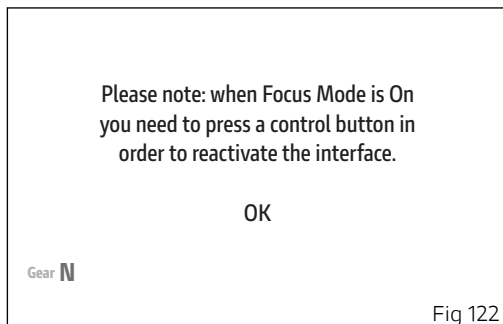 Please note: when Focus Mode is On
you need to press a control button in
order to reactivate the interface.
OK
Gear N
Fig 122